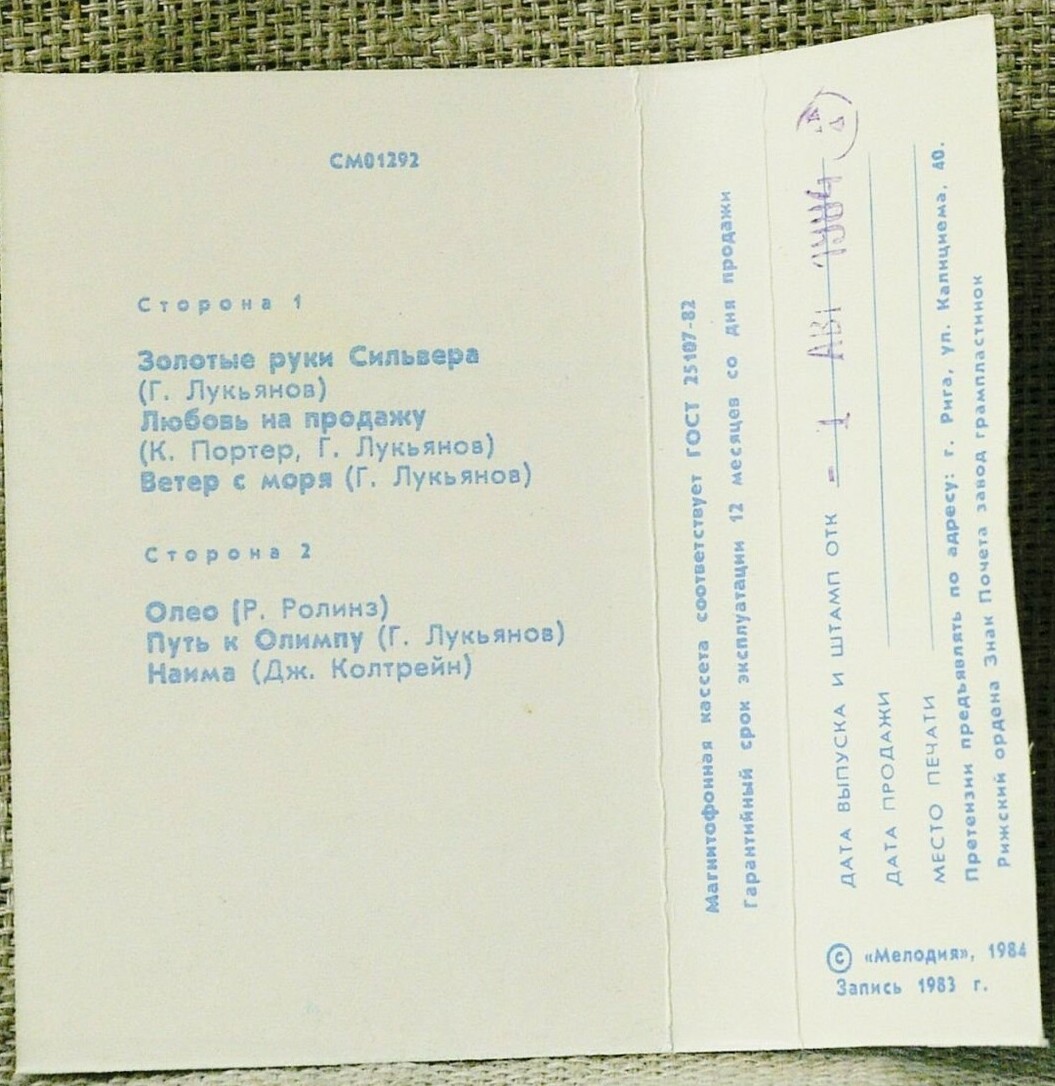 СМ01292
Сторона 1
Золотые руки Сильвера
(Г. Лукьянов)
Любовь на продажу
(К. Портер, Г. Лукьянов)
Ветер с моря (Г. Лукьянов)
Сторона 2
Олео (Р. Ролинз)
Путь к Олимпу (Г. Лукьянов)
Наима (Дж. Колтрейн)
Магнитофонная кассета соответствует ГОСТ 25107-82
Гарантийный срок эксплуатации 12 месяцев со дня продажи
ДАТА ВЫПУСКА И ШТАМП ОТК - 1 АВГ 1984
ДАТА ПРОДАЖИ
МЕСТО ПЕЧАТИ
Претензии предъявлять по адресу: г. Рига, ул. Калнциема, 40.
Рижский ордена Знак Почета завод грампластинок
© «Мелодия», 1984
Запись 1983 г.